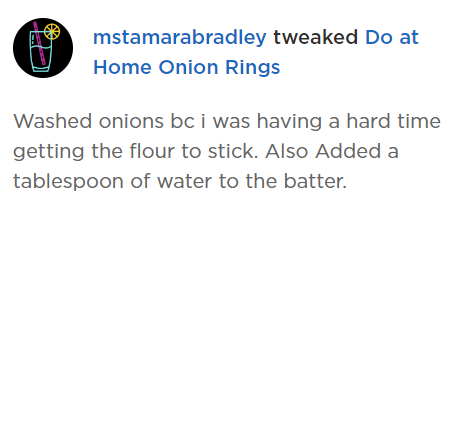 mstamarabradley tweaked Do at
Home Onion Rings
Washed onions bc i was having a hard time
getting the flour to stick. Also Added a
tablespoon of water to the batter.